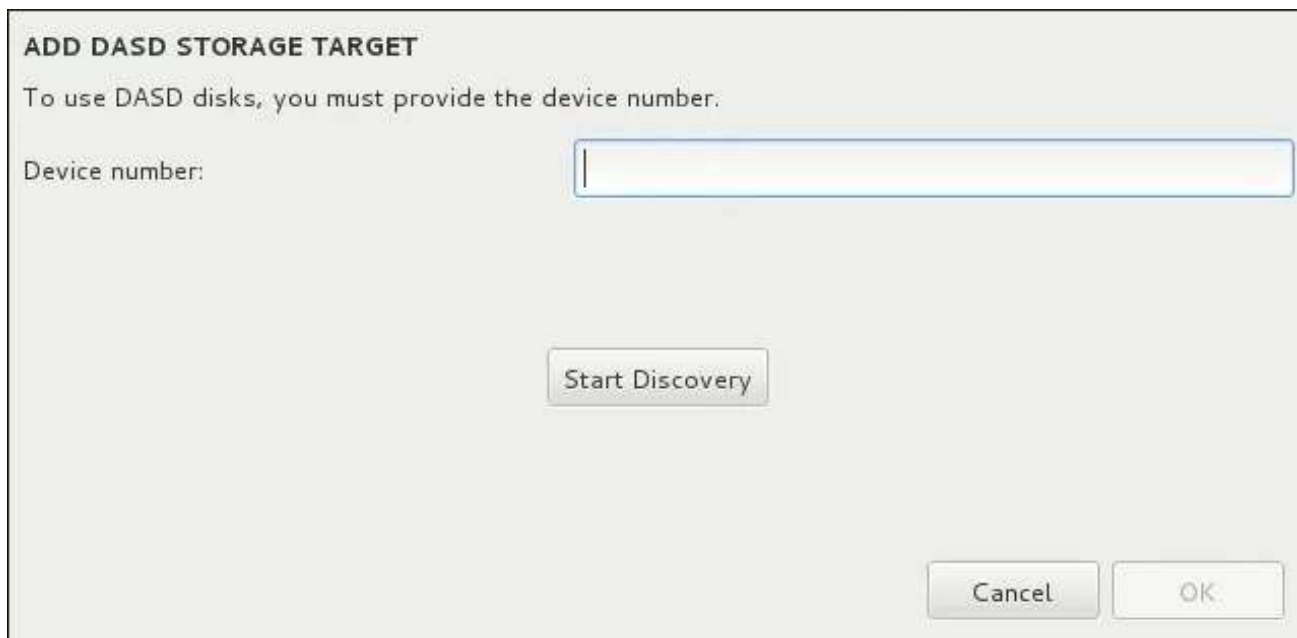 ADD DASD STORAGE TARGET
To use DASD disks, you must provide the device number.
Device number:
Start Discovery
Cancel
OK